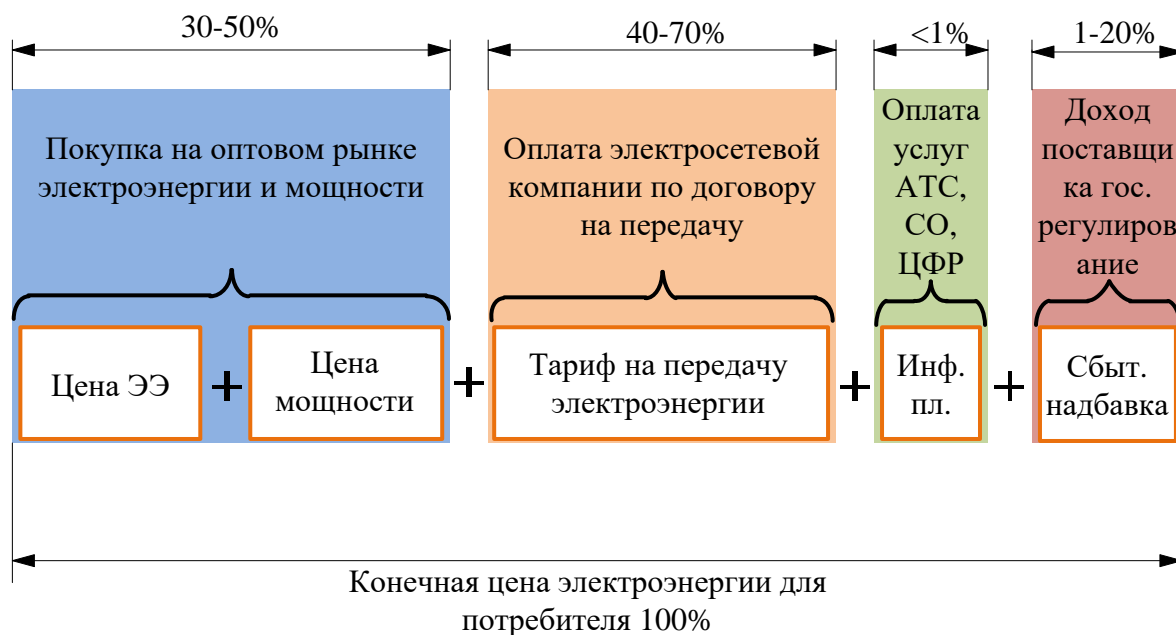 30-50%
40-70%
<1%
1-20%
Покупка на оптовом рынке
электроэнергии и мощности
Оплата электросетевой
компании по договору
на передачу
Оплата
услуг
АТС,
СО,
ЦФР
Доход
поставщи
ка гос.
регулиров
ание
Цена ЭЭ
+
Цена
мощности
+
Тариф на передачу
электроэнергии
+
Инф.
пл.
+
Сбыт.
надбавка
Конечная цена электроэнергии для
потребителя 100%